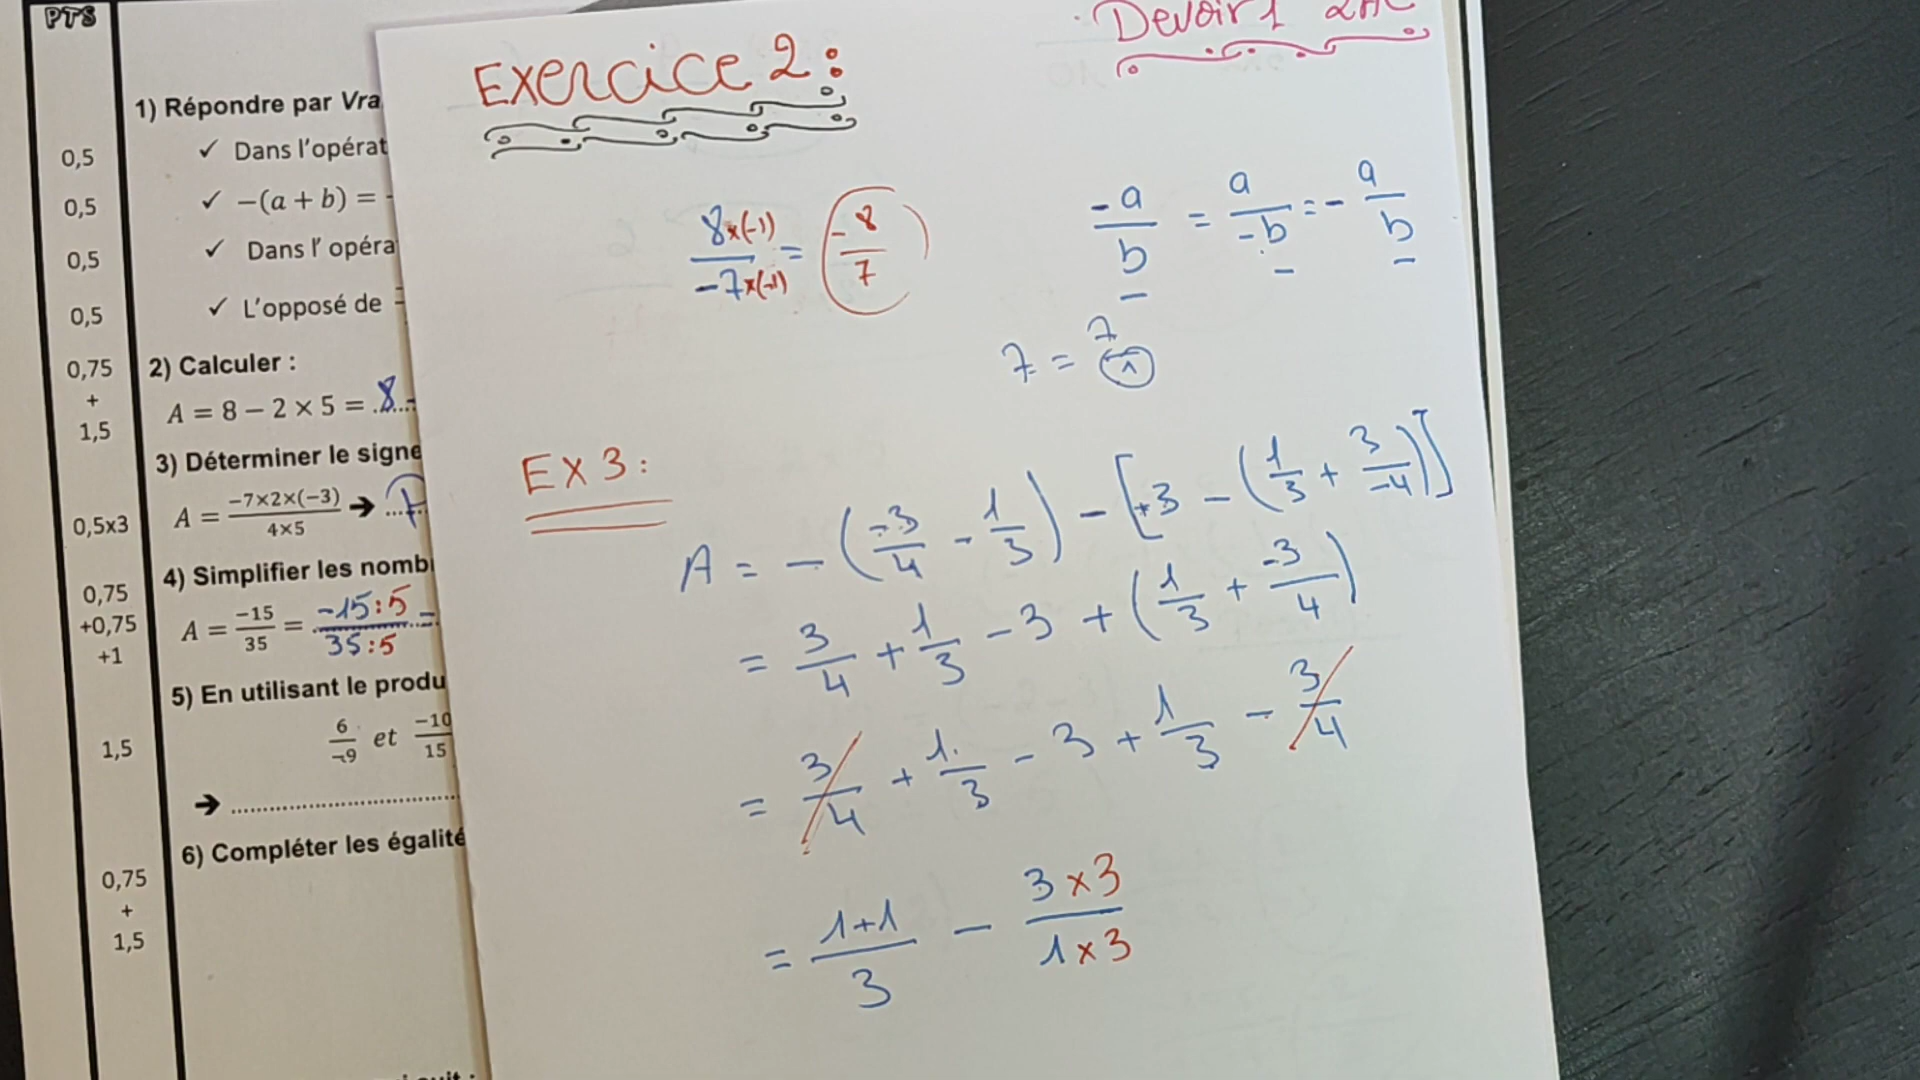 PTS
1) Répondre par Vra
0,5 ✓ Dans l'opérat
0,5 ✓ −(a + b) = -
0,5 ✓ Dans l' opéra
0,5 ✓ L'opposé de
0,75 + 1,5
2) Calculer :
A = 8 − 2 × 5 = 8 -
3) Déterminer le signe
0,5x3 A = (−7×2×(−3))/(4×5) ➔
4) Simplifier les nomb
0,75 +0,75 +1
A = −15/35 = (-15:5)/(35:5) =
5) En utilisant le produ
1,5 6/−9 et −10/15
➔
6) Compléter les égalité
0,75 + 1,5
Devoir 1
Exercice 2 :
(8×(-1))/(-7×(-1)) = -8/7
-a/b = a/-b = - a/b
7 = 7/1
EX 3 :
A = - (-3/4 - 1/3) - [+3 - (1/3 + 3/-4)]
= 3/4 + 1/3 - 3 + (1/3 + -3/4)
= 3/4 + 1/3 - 3 + 1/3 - 3/4
= (1+1)/3 - (3×3)/(1×3)